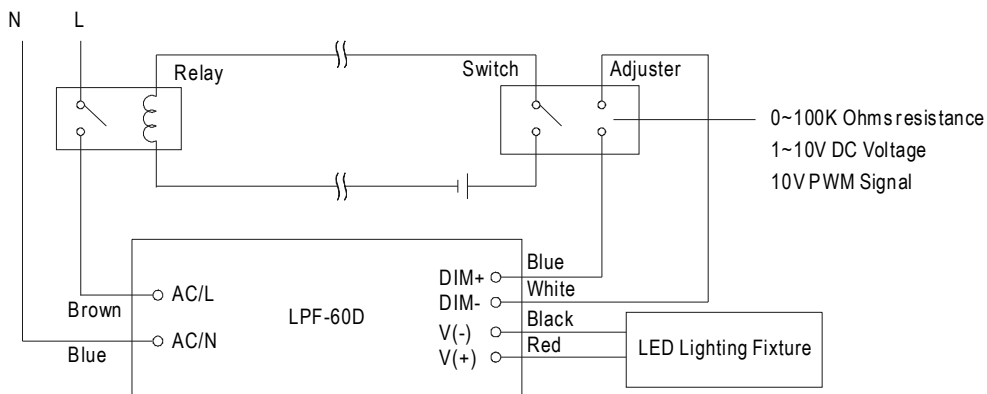 N L
Relay
Switch
Adjuster
0~100K Ohms resistance
1~10V DC Voltage
10V PWM Signal
Brown
Blue
AC/L
AC/N
LPF-60D
DIM+
DIM-
V(-)
V(+)
Blue
White
Black
Red
LED Lighting Fixture